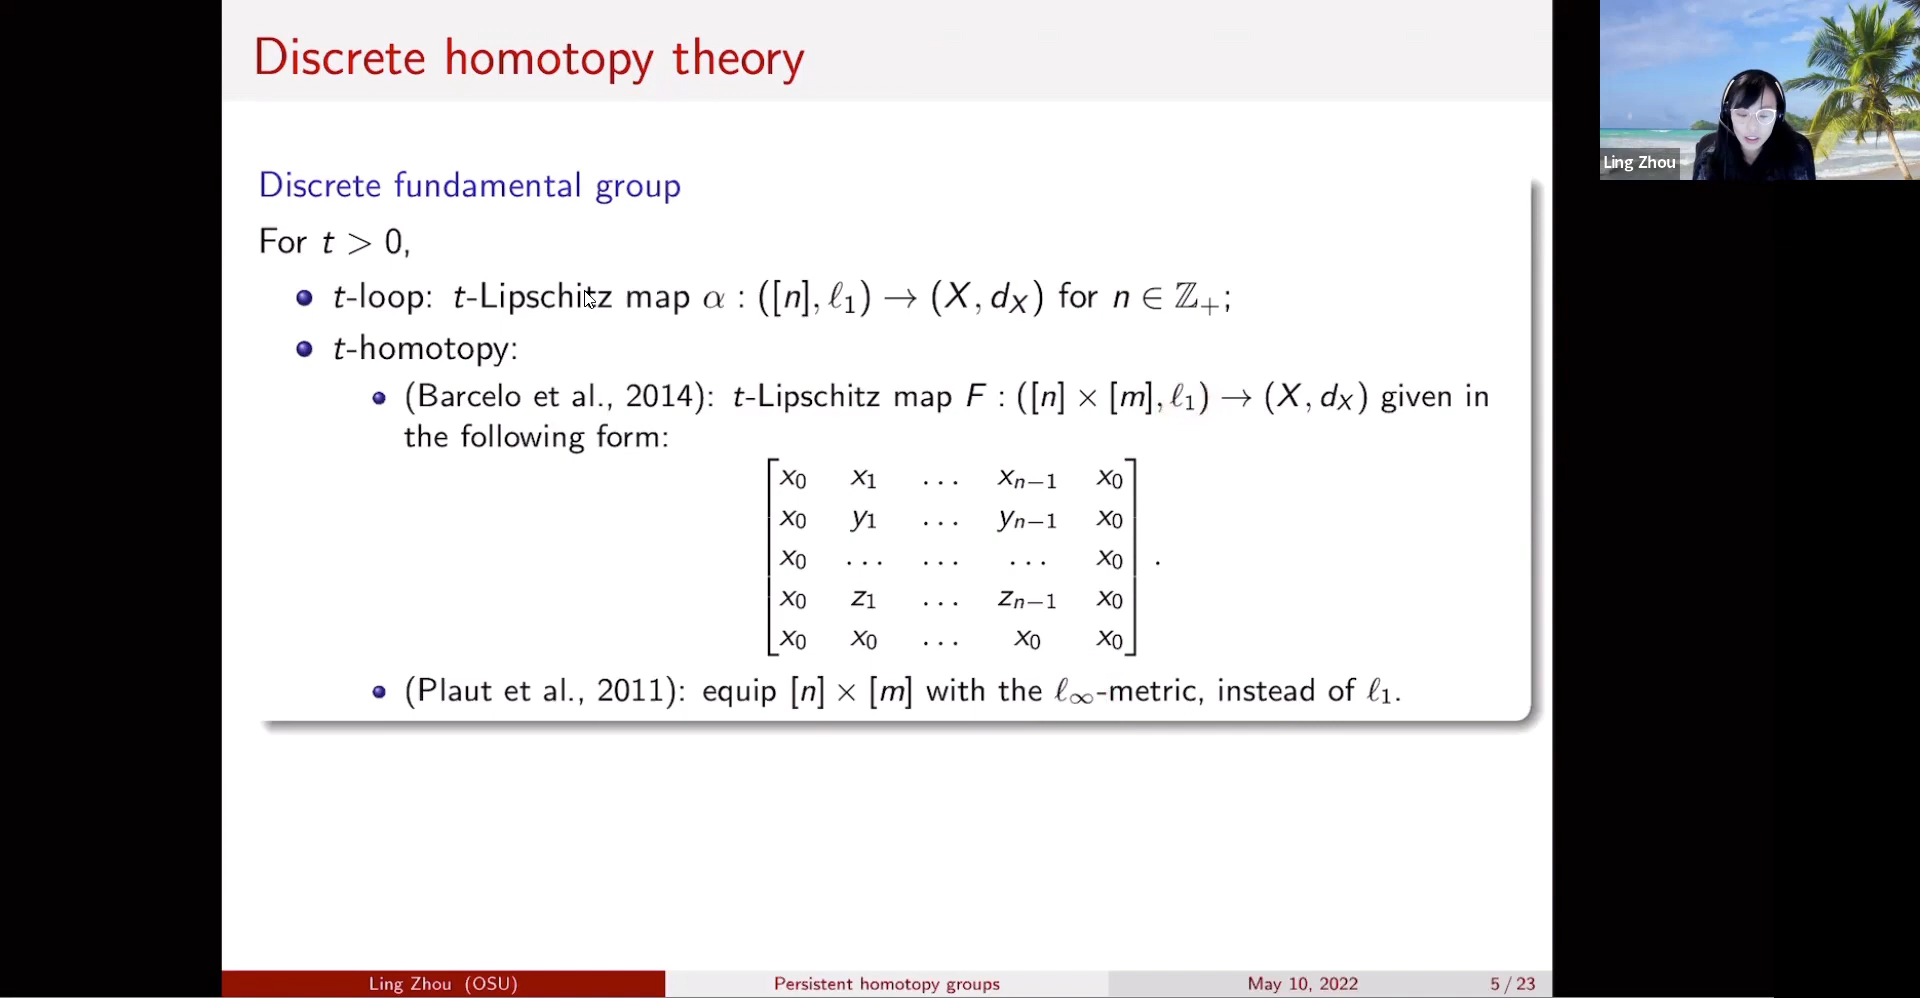 Discrete homotopy theory
Ling Zhou
Discrete fundamental group
For t > 0,
t-loop: t-Lipschitz map α : ([n], ℓ₁) → (X, d_X) for n ∈ ℤ₊;
t-homotopy:
(Barcelo et al., 2014): t-Lipschitz map F : ([n] × [m], ℓ₁) → (X, d_X) given in
the following form:
x₀ x₁ ... xₙ₋₁ x₀
x₀ y₁ ... yₙ₋₁ x₀
x₀ ... ... ... x₀
x₀ z₁ ... zₙ₋₁ x₀
x₀ x₀ ... x₀ x₀ .
(Plaut et al., 2011): equip [n] × [m] with the ℓ∞-metric, instead of ℓ₁.
Ling Zhou (OSU) Persistent homotopy groups May 10, 2022 5 / 23